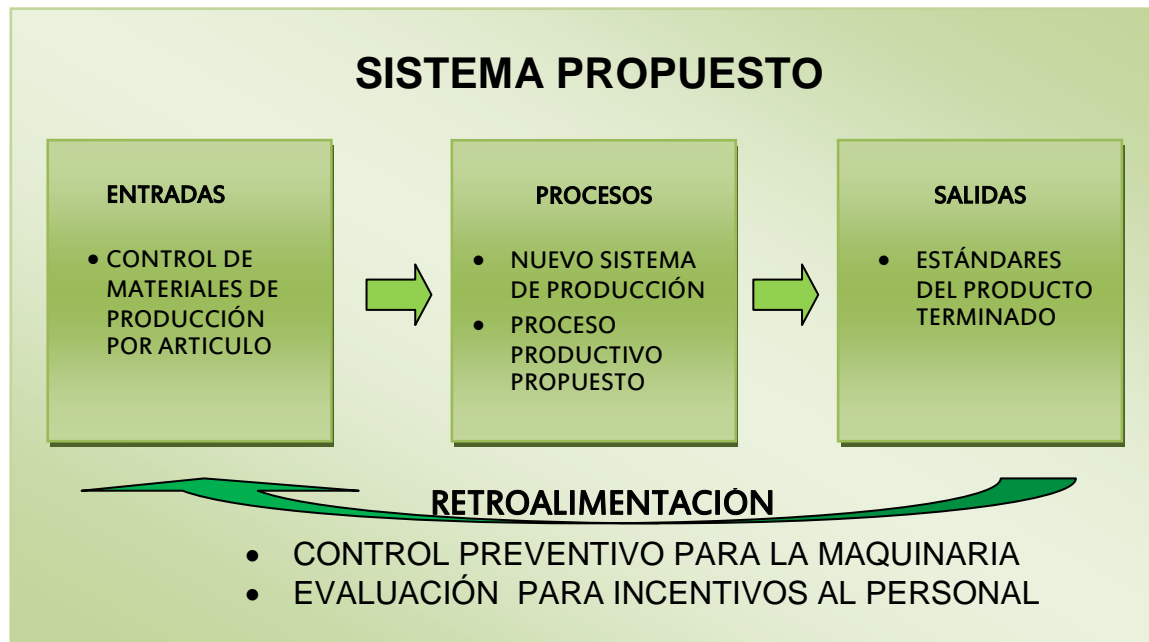 SISTEMA PROPUESTO
ENTRADAS
• CONTROL DE
MATERIALES DE
PRODUCCIÓN
POR ARTICULO
PROCESOS
• NUEVO SISTEMA
DE PRODUCCIÓN
• PROCESO
PRODUCTIVO
PROPUESTO
SALIDAS
• ESTÁNDARES
DEL PRODUCTO
TERMINADO
RETROALIMENTACIÓN
• CONTROL PREVENTIVO PARA LA MAQUINARIA
• EVALUACIÓN PARA INCENTIVOS AL PERSONAL